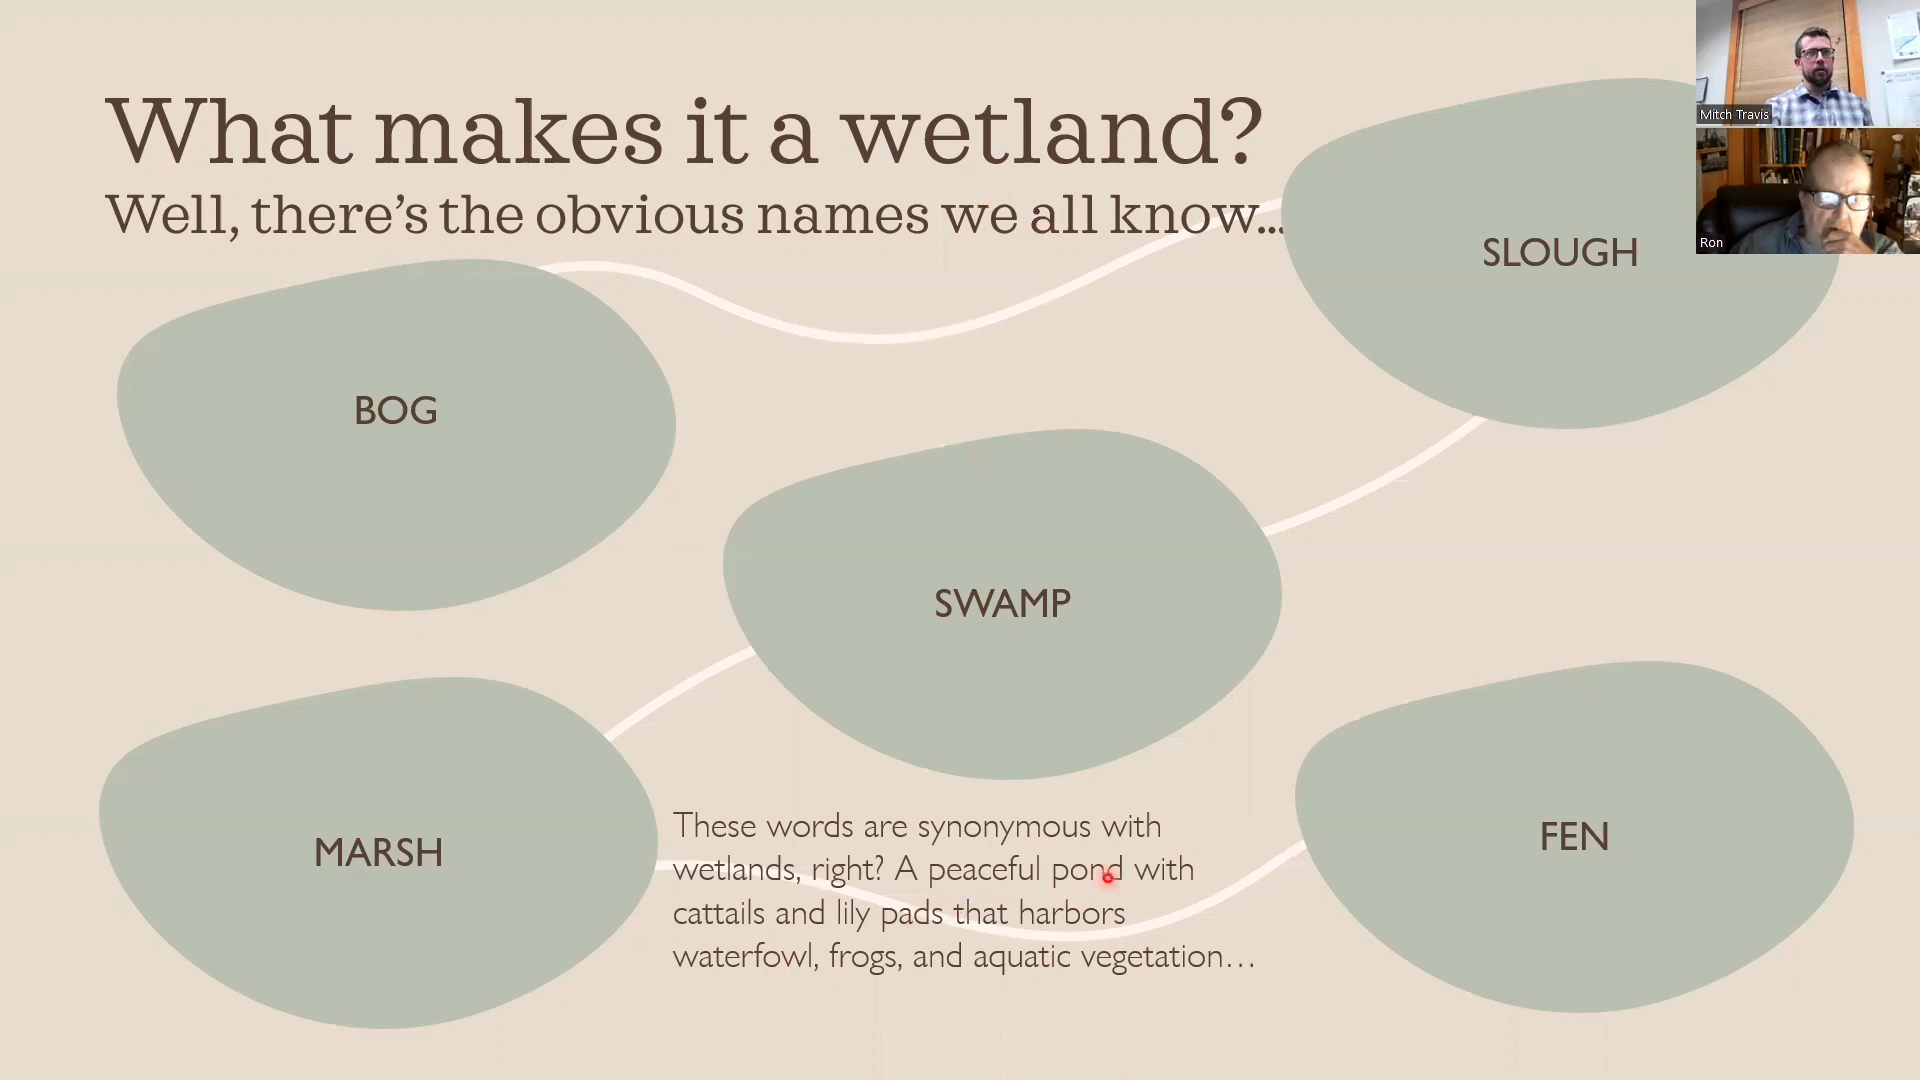 What makes it a wetland?
Well, there's the obvious names we all know...
Mitch Travis
Ron
SLOUGH
BOG
SWAMP
MARSH
FEN
These words are synonymous with
wetlands, right? A peaceful pond with
cattails and lily pads that harbors
waterfowl, frogs, and aquatic vegetation…